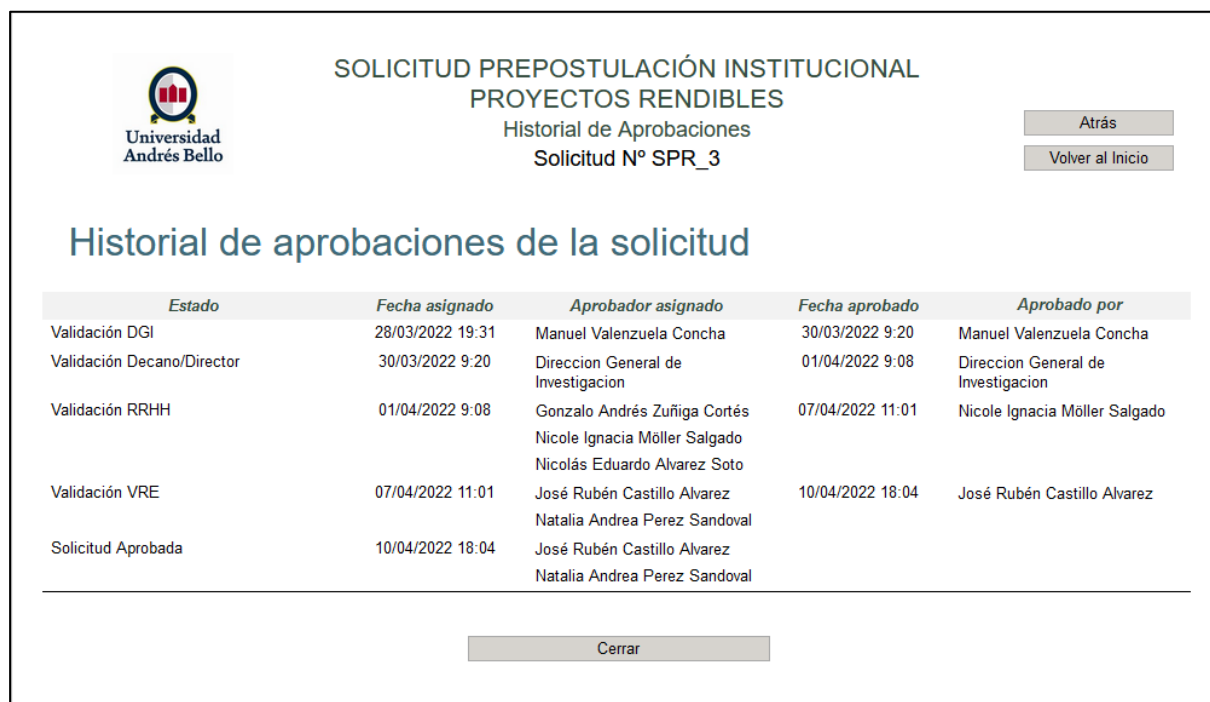 Universidad
Andrés Bello
SOLICITUD PREPOSTULACIÓN INSTITUCIONAL
PROYECTOS RENDIBLES
Historial de Aprobaciones
Solicitud Nº SPR_3
Atrás
Volver al Inicio
Historial de aprobaciones de la solicitud
Estado Fecha asignado Aprobador asignado Fecha aprobado Aprobado por
Validación DGI 28/03/2022 19:31 Manuel Valenzuela Concha 30/03/2022 9:20 Manuel Valenzuela Concha
Validación Decano/Director 30/03/2022 9:20 Direccion General de 01/04/2022 9:08 Direccion General de
Investigacion Investigacion
Validación RRHH 01/04/2022 9:08 Gonzalo Andrés Zuñiga Cortés 07/04/2022 11:01 Nicole Ignacia Möller Salgado
Nicole Ignacia Möller Salgado
Nicolás Eduardo Alvarez Soto
Validación VRE 07/04/2022 11:01 José Rubén Castillo Alvarez 10/04/2022 18:04 José Rubén Castillo Alvarez
Natalia Andrea Perez Sandoval
Solicitud Aprobada 10/04/2022 18:04 José Rubén Castillo Alvarez
Natalia Andrea Perez Sandoval
Cerrar